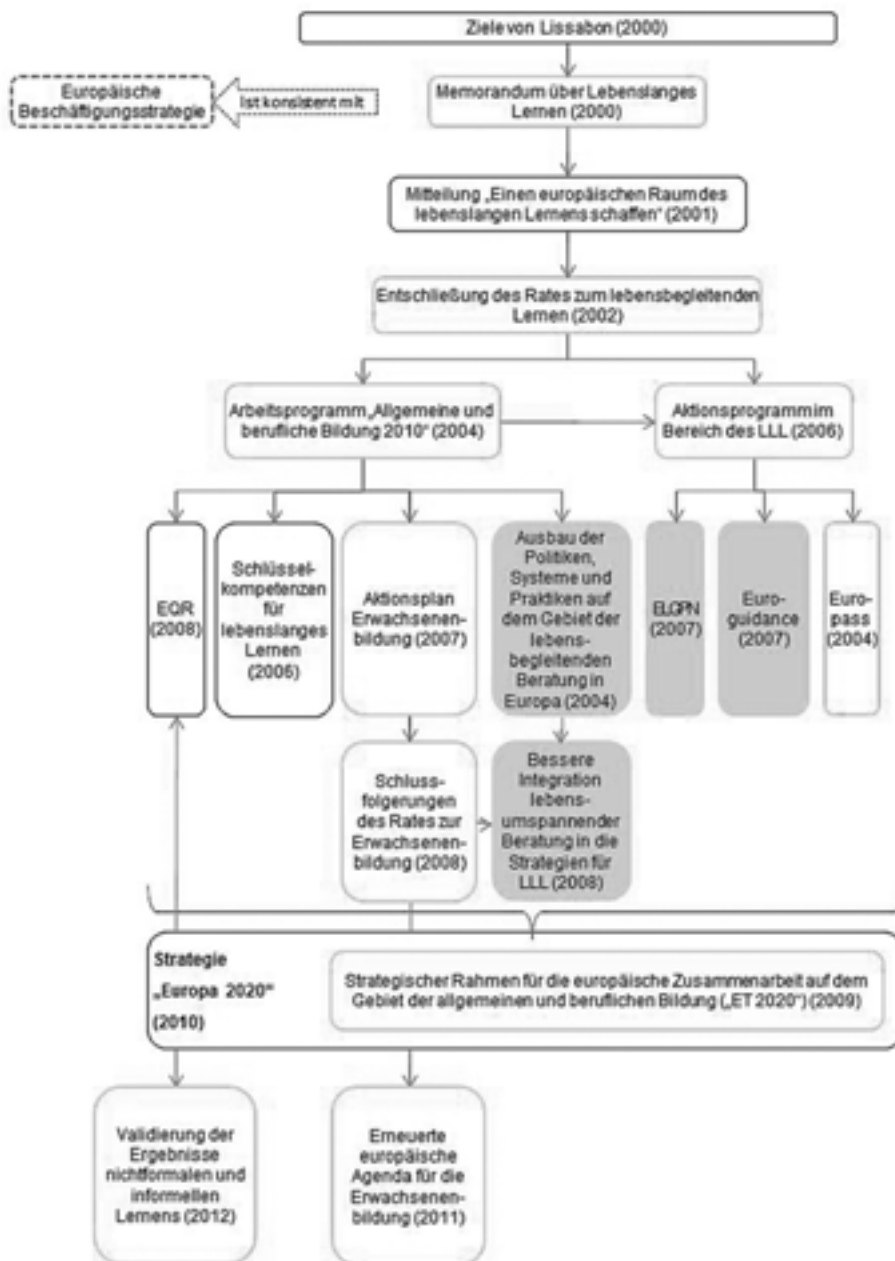 Ziele von Lissabon (2000)
Europäische
Beschäftigungsstrategie
Ist konsistent mit
Memorandum über Lebenslanges
Lernen (2000)
Mitteilung „Einen europäischen Raum des
lebenslangen Lernens schaffen“ (2001)
Entschließung des Rates zum lebensbegleitenden
Lernen (2002)
Arbeitsprogramm „Allgemeine und
berufliche Bildung 2010“ (2004)
Aktionsprogramm im
Bereich des LLL (2006)
EQR
(2008)
Schlüssel-
kompetenzen
für
lebenslanges
Lernen
(2006)
Aktionsplan
Erwachsenen-
bildung
(2007)
Ausbau der
Politiken,
Systeme und
Praktiken auf
dem Gebiet der
lebens-
begleitenden
Beratung in
Europa (2004)
ELGPN
(2007)
Euro-
guidance
(2007)
Euro-
pass
(2004)
Schluss-
folgerungen
des Rates zur
Erwachsenen-
bildung (2008)
Bessere
Integration
lebens-
umspannender
Beratung in die
Strategien für
LLL (2008)
Strategie
„Europa 2020“
(2010)
Strategischer Rahmen für die europäische Zusammenarbeit auf dem
Gebiet der allgemeinen und beruflichen Bildung („ET 2020“) (2009)
Validierung der
Ergebnisse
nichtformalen und
informellen
Lernens (2012)
Erneuerte
europäische
Agenda für die
Erwachsenen-
bildung (2011)